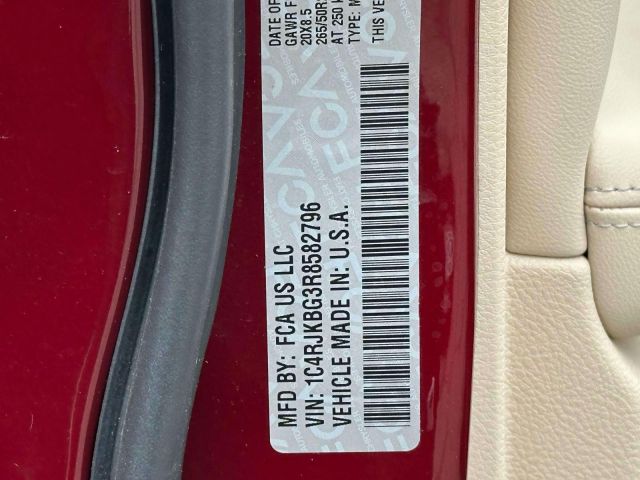 MFD BY: FCA US LLC
VIN: 1C4RJKBG3R8582796
VEHICLE MADE IN: U.S.A.
DATE OF
GAWR F
20X8.5
265/50R
AT 250 K
TYPE: M
THIS VE